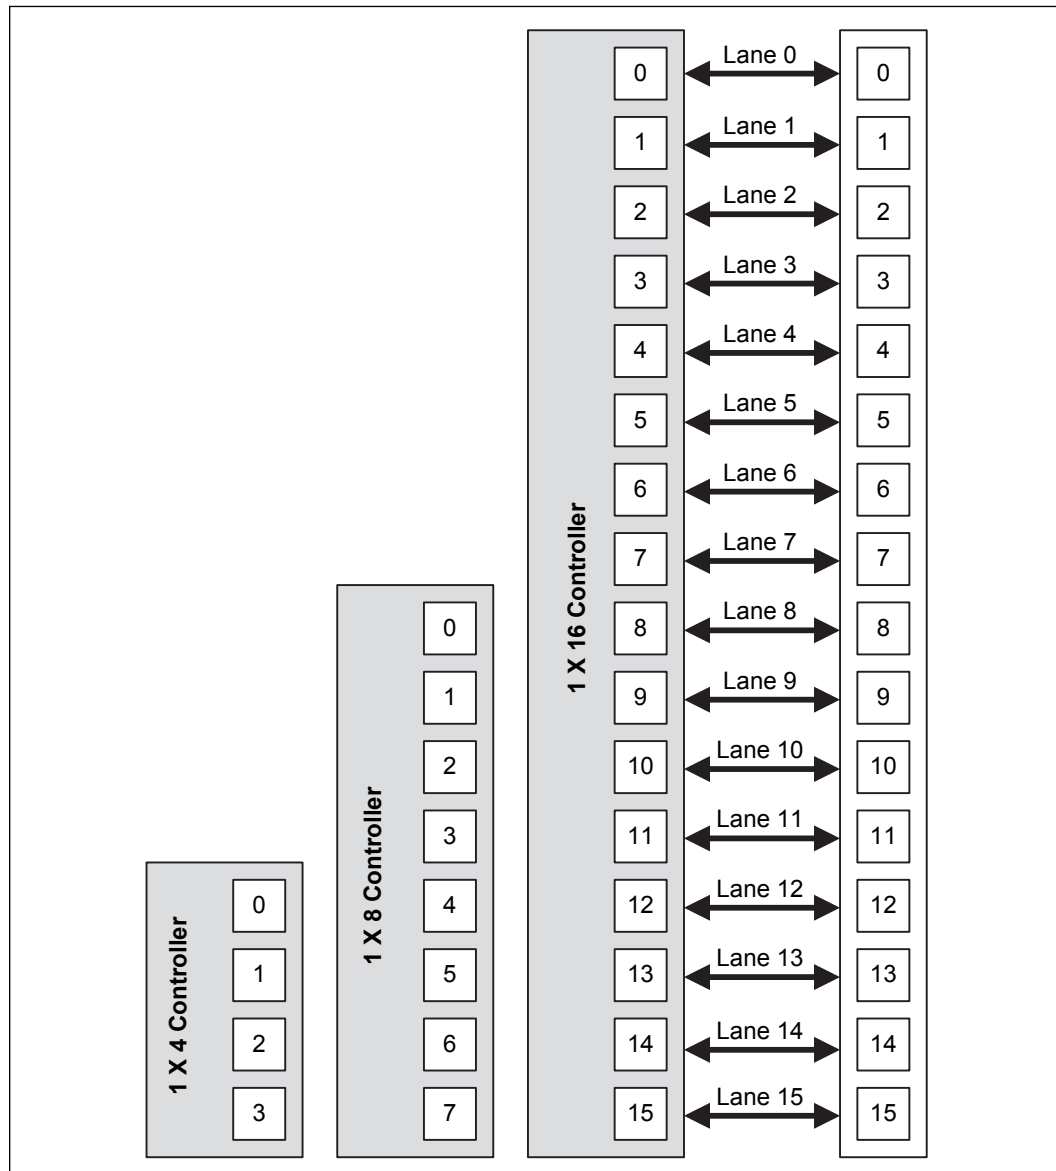 0 Lane 0 0
1 Lane 1 1
2 Lane 2 2
3 Lane 3 3
4 Lane 4 4
5 Lane 5 5
6 Lane 6 6
7 Lane 7 7
0 8 Lane 8 8
1 9 Lane 9 9
2 10 Lane 10 10
3 11 Lane 11 11
0 4 12 Lane 12 12
1 5 13 Lane 13 13
2 6 14 Lane 14 14
3 7 15 Lane 15 15
1 X 4 Controller
1 X 8 Controller
1 X 16 Controller